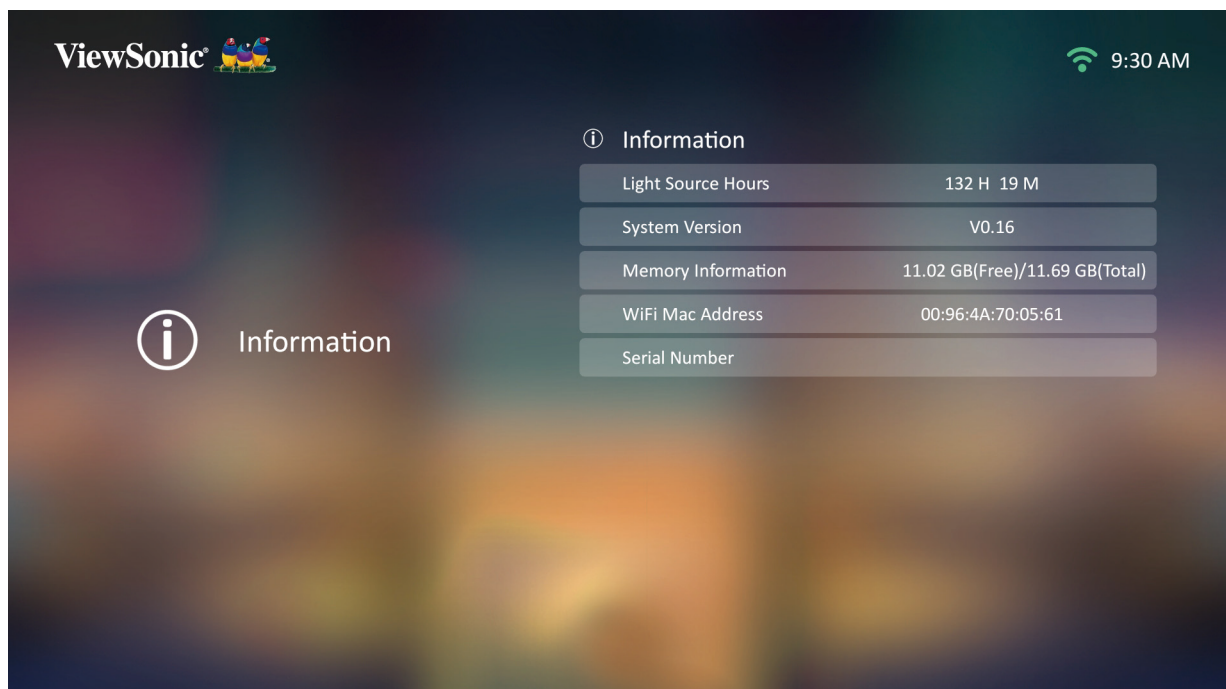 ViewSonic®
9:30 AM
Information
Light Source Hours 132 H 19 M
System Version V0.16
Memory Information 11.02 GB(Free)/11.69 GB(Total)
WiFi Mac Address 00:96:4A:70:05:61
Serial Number
Information